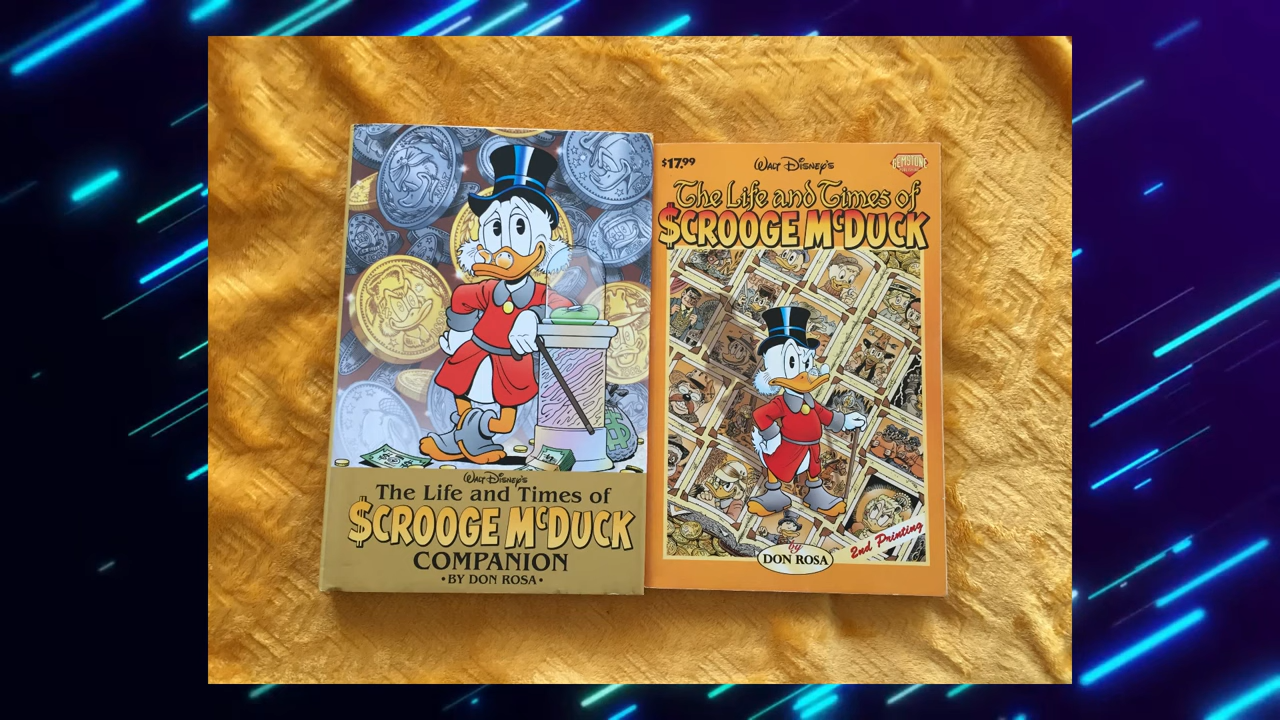 WALT DISNEY'S
The Life and Times of
$CROOGE McDUCK
COMPANION
• BY DON ROSA •
$17.99
WALT DISNEY'S
GEMSTONE
The Life and Times of
$CROOGE McDUCK
by
DON ROSA
2nd Printing